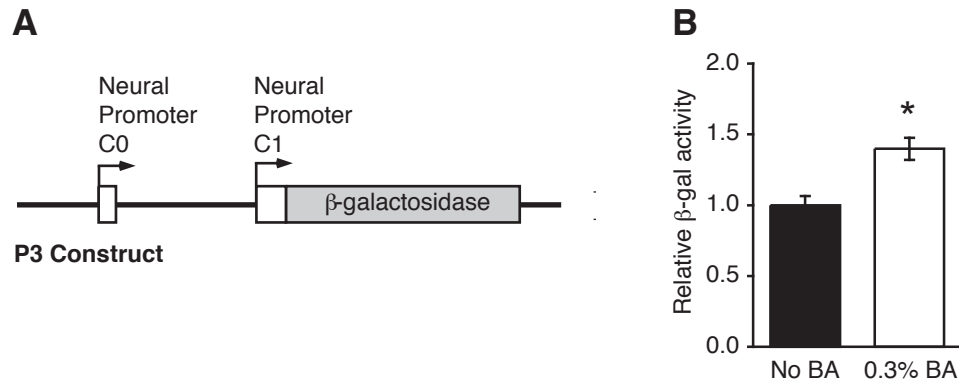 A
Neural
Promoter
C0
Neural
Promoter
C1
β-galactosidase
P3 Construct
B
Relative β-gal activity
2.0
1.5
1.0
0.5
0.0
*
No BA
0.3% BA